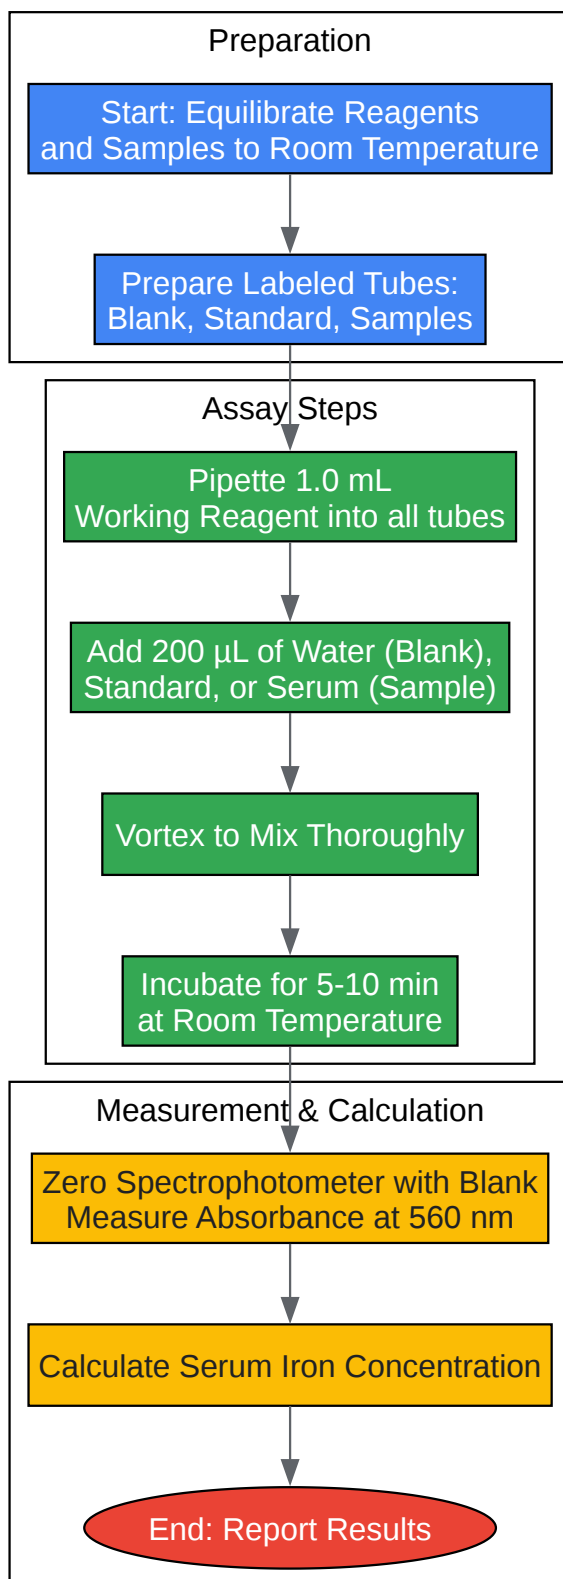 Preparation
Start: Equilibrate Reagents
and Samples to Room Temperature
Prepare Labeled Tubes:
Blank, Standard, Samples
Assay Steps
Pipette 1.0 mL
Working Reagent into all tubes
Add 200 µL of Water (Blank),
Standard, or Serum (Sample)
Vortex to Mix Thoroughly
Incubate for 5-10 min
at Room Temperature
Measurement & Calculation
Zero Spectrophotometer with Blank
Measure Absorbance at 560 nm
Calculate Serum Iron Concentration
End: Report Results